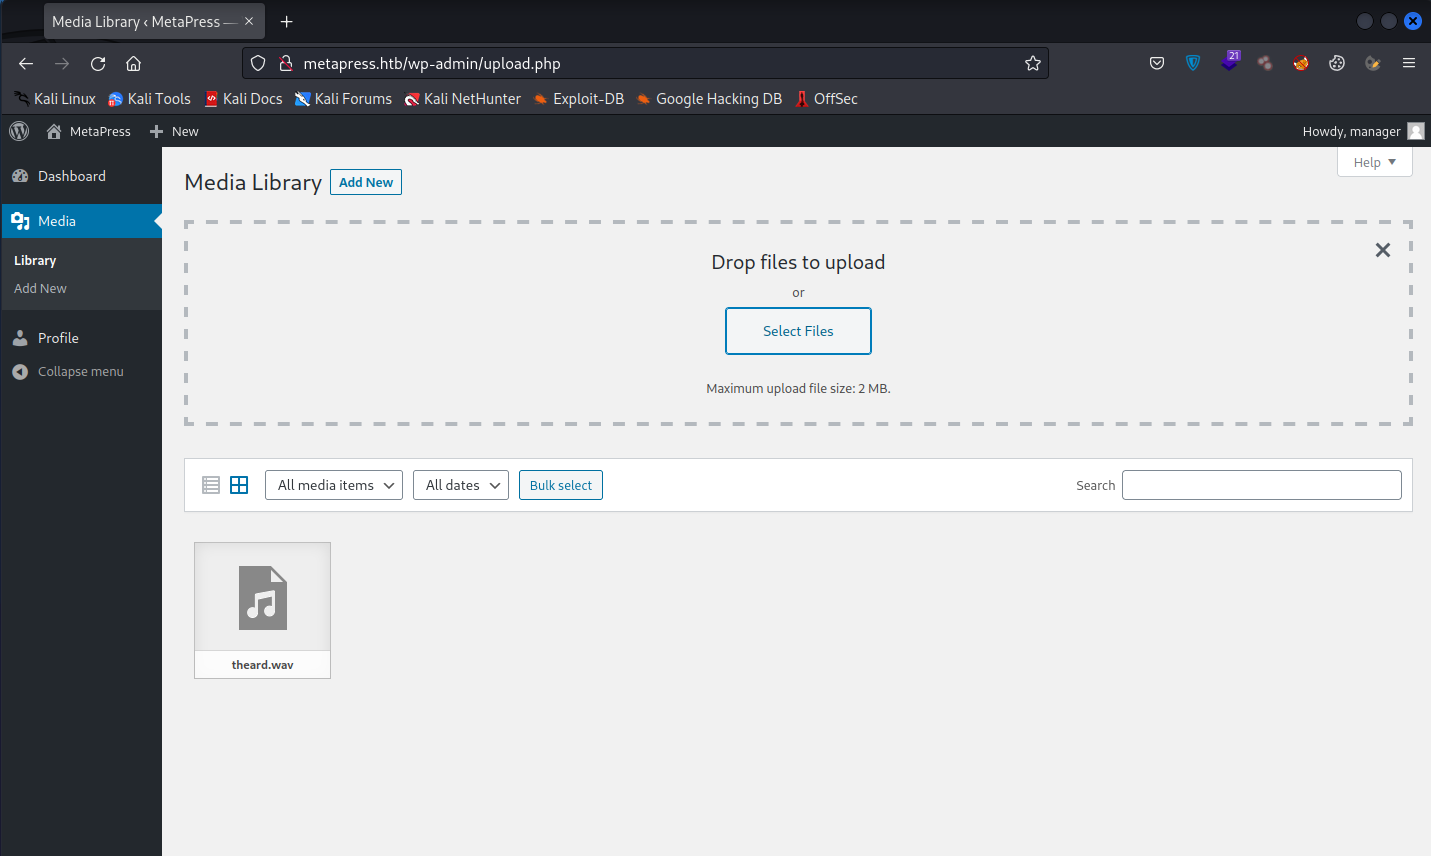 Media Library ‹ MetaPress —
metapress.htb/wp-admin/upload.php
21
Kali Linux Kali Tools Kali Docs Kali Forums Kali NetHunter Exploit-DB Google Hacking DB OffSec
MetaPress New Howdy, manager
Dashboard
Media
Library
Add New
Profile
Collapse menu
Help
Media Library Add New
Drop files to upload
or
Select Files
Maximum upload file size: 2 MB.
All media items All dates Bulk select Search
theard.wav